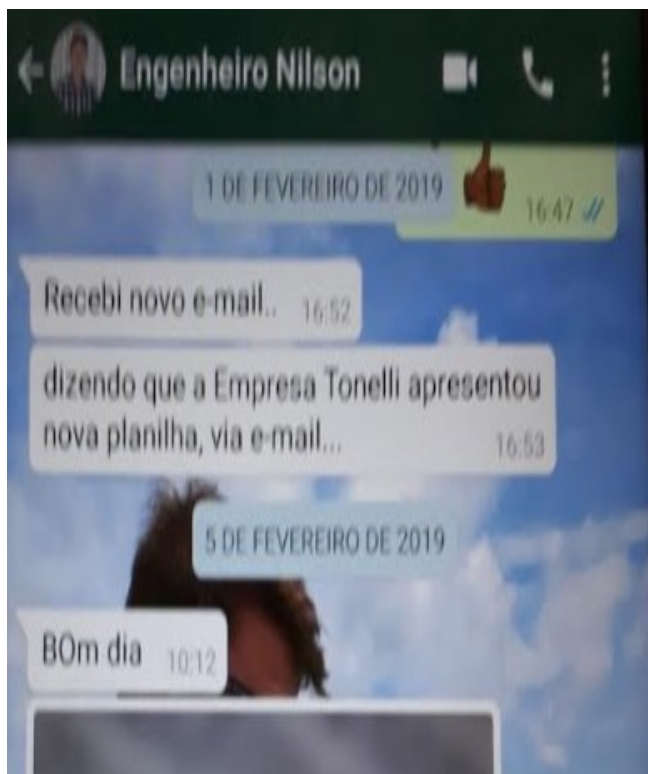 Engenheiro Nilson
1 DE FEVEREIRO DE 2019
16:47
Recebi novo e-mail.. 16:52
dizendo que a Empresa Tonelli apresentou
nova planilha, via e-mail... 16:53
5 DE FEVEREIRO DE 2019
BOm dia 10:12